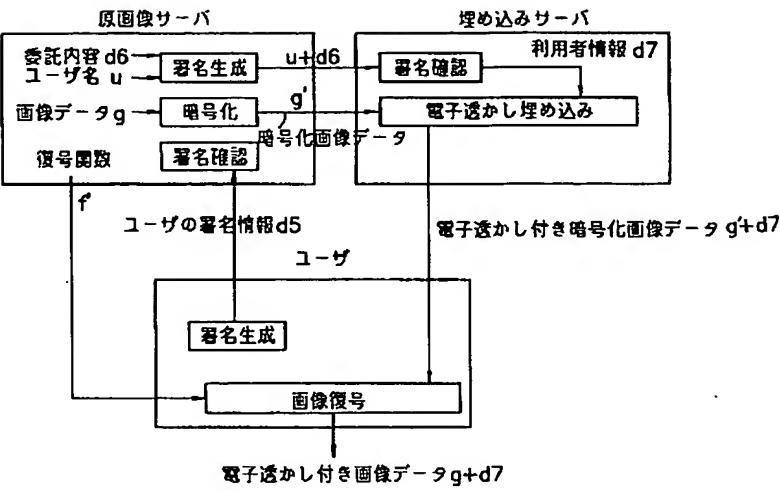 原画像サーバ
埋め込みサーバ
委託内容 d6
ユーザ名 u
署名生成
u+d6
署名確認
利用者情報 d7
画像データg
暗号化
g'
電子透かし埋め込み
暗号化画像データ
復号関数
署名確認
f'
ユーザの署名情報d5
電子透かし付き暗号化画像データ g'+d7
ユーザ
署名生成
画像復号
電子透かし付き画像データg+d7